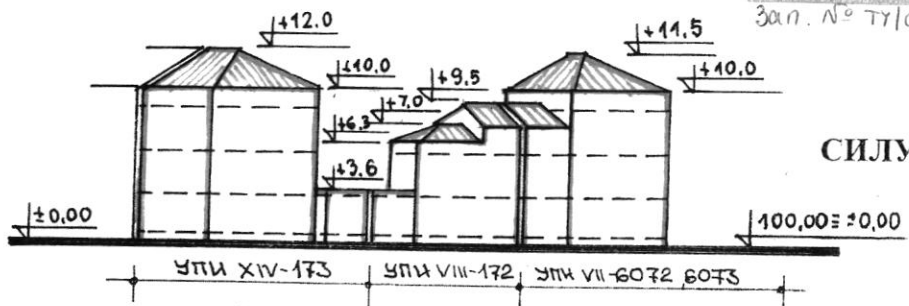 Зап. № ТУ/
+12.0
+11.5
+10.0
+9.5
+10.0
+7.0
+6.3
СИЛУ
+3.6
±0,00
100,00≡±0,00
УПИ XIV-173
УПИ VIII-172
УПИ VII-6072,6073